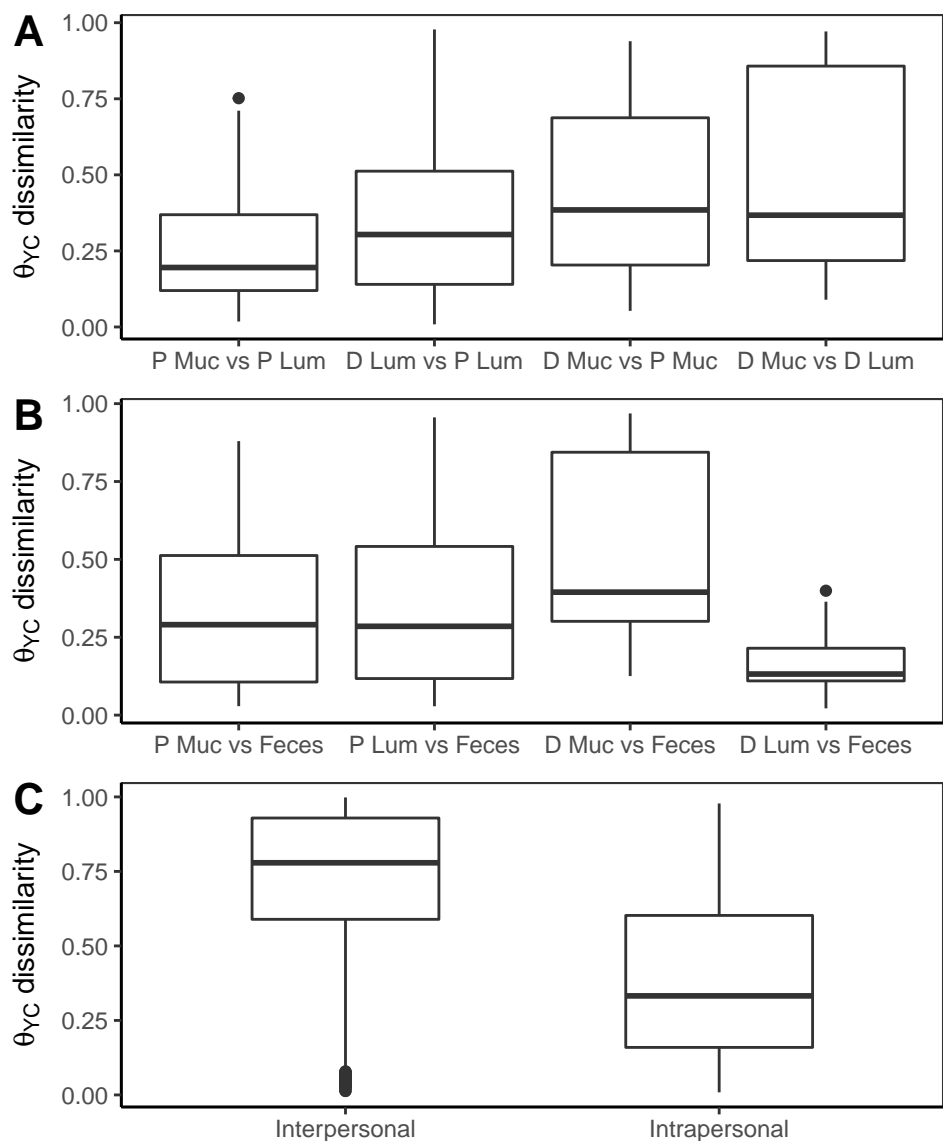 A
θYC dissimilarity
1.00
0.75
0.50
0.25
0.00
P Muc vs P Lum D Lum vs P Lum D Muc vs P Muc D Muc vs D Lum
B
θYC dissimilarity
1.00
0.75
0.50
0.25
0.00
P Muc vs Feces P Lum vs Feces D Muc vs Feces D Lum vs Feces
C
θYC dissimilarity
1.00
0.75
0.50
0.25
0.00
Interpersonal Intrapersonal